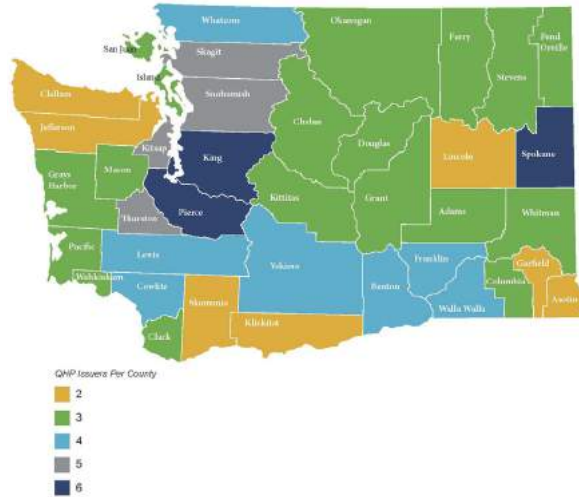 Whatcom
Okanogan
San Juan
Skagit
Ferry
Pend
Oreille
Stevens
Island
Snohomish
Clallam
Chelan
Jefferson
Douglas
Kitsap
King
Lincoln
Spokane
Mason
Grays
Harbor
Kittitas
Grant
Pierce
Thurston
Adams
Whitman
Pacific
Lewis
Yakima
Franklin
Garfield
Wahkiakum
Columbia
Cowlitz
Skamania
Benton
Walla Walla
Asotin
Klickitat
Clark
QHP Issuers Per County
2
3
4
5
6